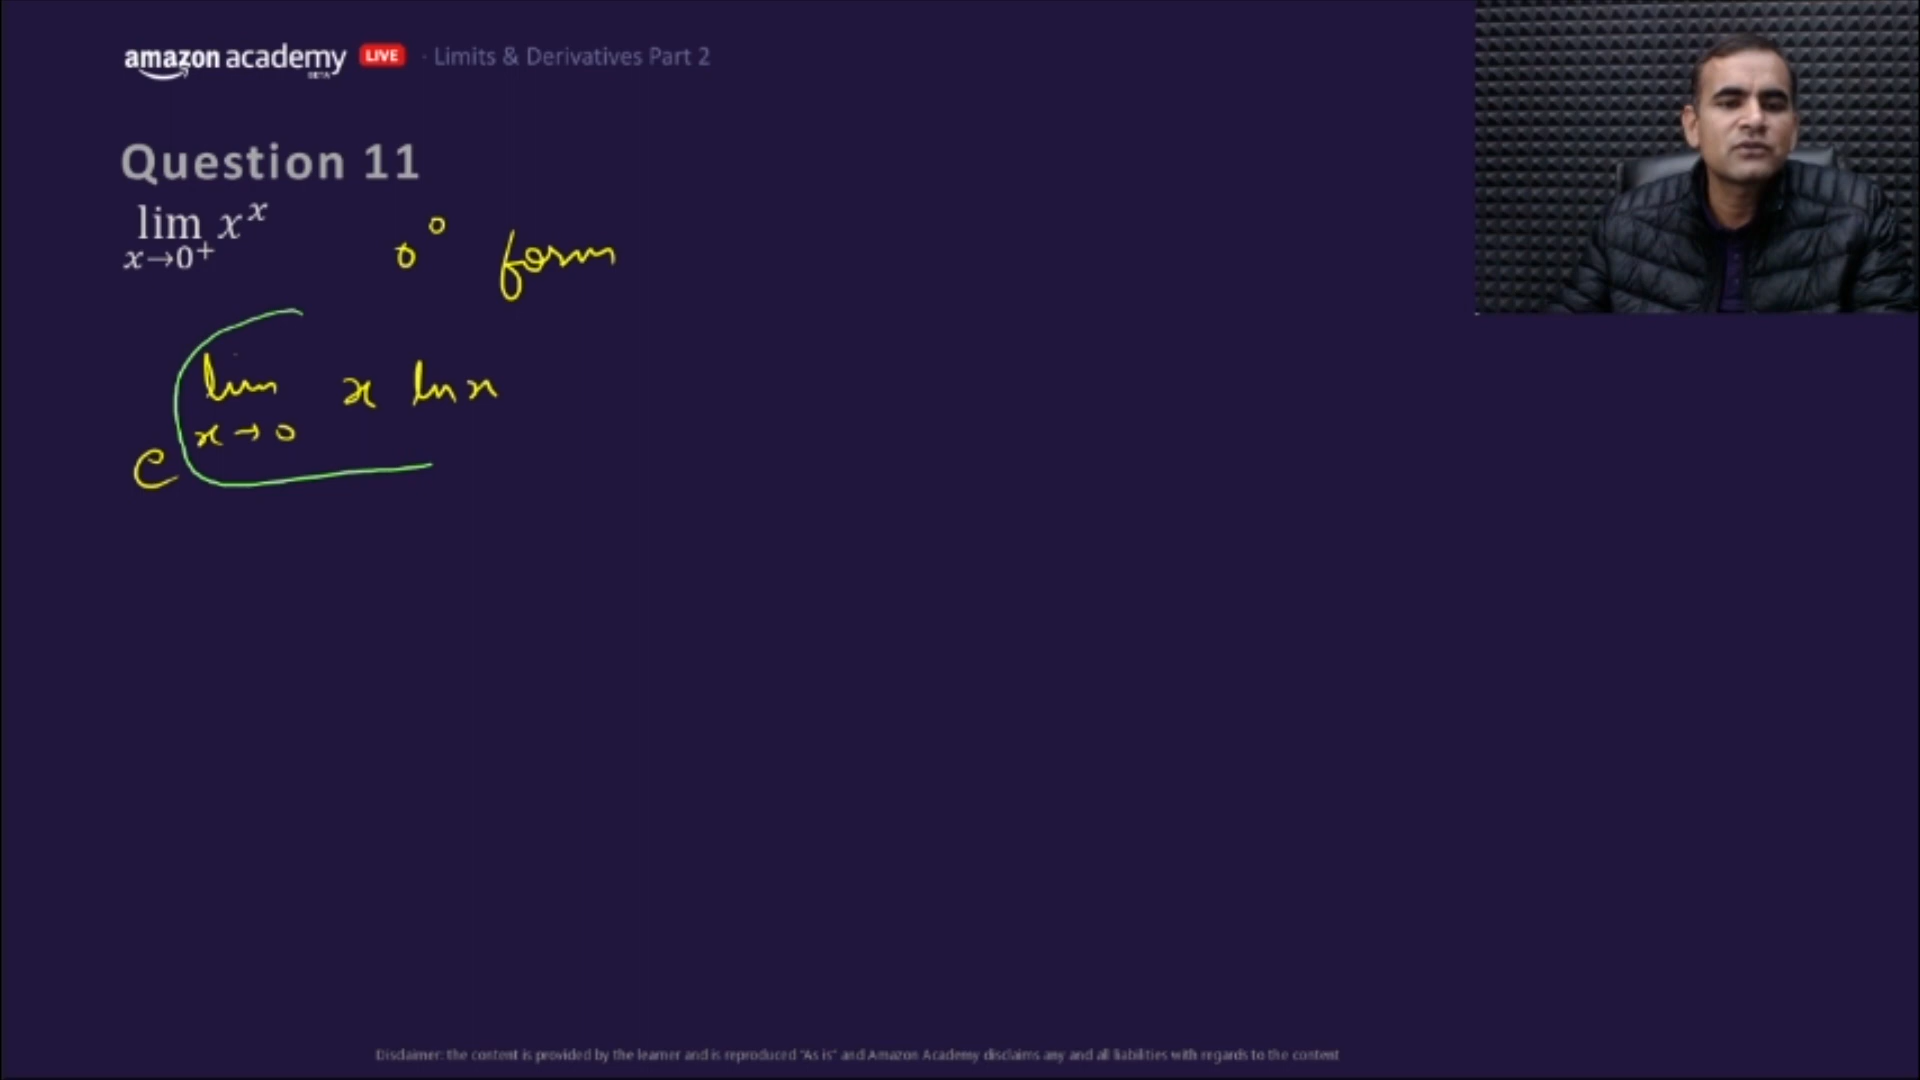 amazon academy LIVE · Limits & Derivatives Part 2
BETA
Question 11
lim x^x
x→0⁺
0⁰ form
lim x ln x
x → 0
e
Disclaimer: the content is provided by the learner and is reproduced "As is" and Amazon Academy disclaims any and all liabilities with regards to the content